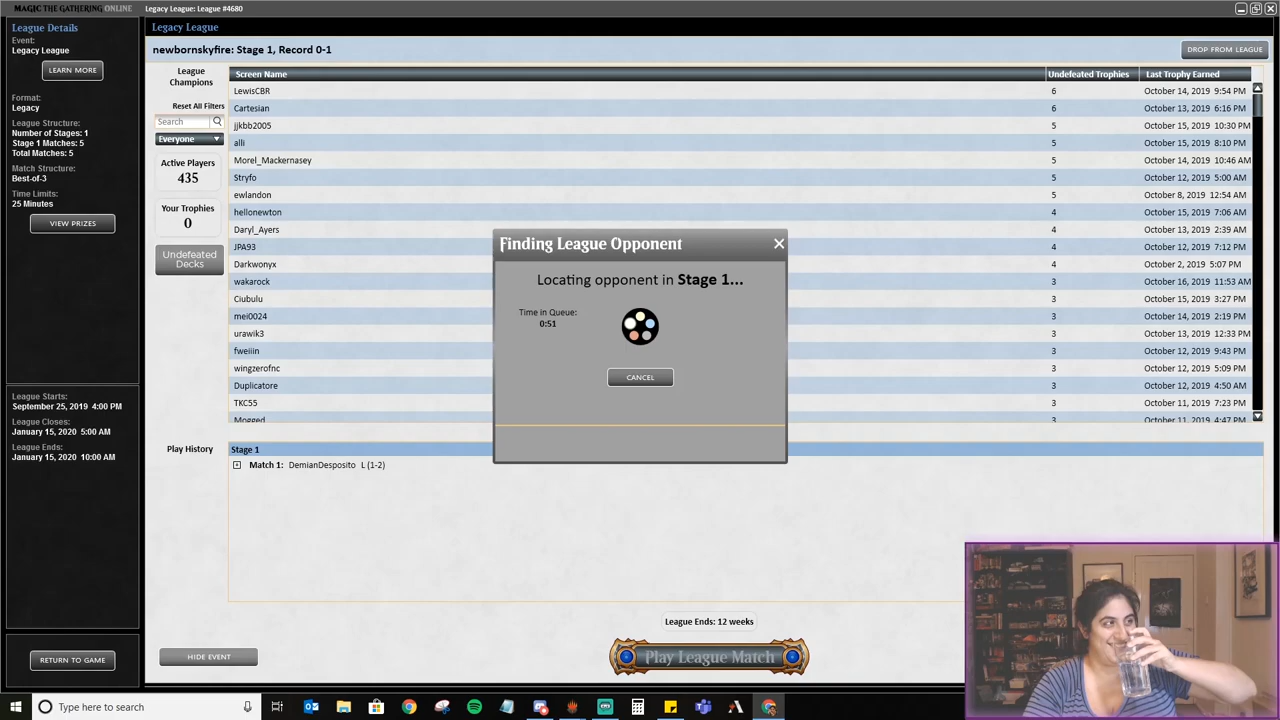 MAGIC THE GATHERING ONLINE
Legacy League: League #4680
League Details
Event:
Legacy League
LEARN MORE
Format:
Legacy
League Structure:
Number of Stages: 1
Stage 1 Matches: 5
Total Matches: 5
Match Structure:
Best-of-3
Time Limits:
25 Minutes
VIEW PRIZES
League Starts:
September 25, 2019 4:00 PM
League Closes:
January 15, 2020 5:00 AM
League Ends:
January 15, 2020 10:00 AM
RETURN TO GAME
Legacy League
newbornskyfire: Stage 1, Record 0-1
DROP FROM LEAGUE
League
Champions
Reset All Filters
Search
Everyone
Active Players
435
Your Trophies
0
Undefeated
Decks
Screen Name Undefeated Trophies Last Trophy Earned
LewisCBR 6 October 14, 2019 9:54 PM
Cartesian 6 October 13, 2019 6:16 PM
jjkbb2005 5 October 15, 2019 10:30 PM
alli 5 October 15, 2019 8:10 PM
Morel_Mackernasey 5 October 14, 2019 10:46 AM
Stryfo 5 October 12, 2019 5:00 AM
ewlandon 5 October 8, 2019 12:54 AM
hellonewton 4 October 15, 2019 7:06 AM
Daryl_Ayers 4 October 13, 2019 2:39 AM
JPA93 4 October 12, 2019 7:12 PM
Darkwonyx 4 October 2, 2019 5:07 PM
wakarock 3 October 16, 2019 11:53 AM
Ciubulu 3 October 15, 2019 3:27 PM
mei0024 3 October 14, 2019 2:19 PM
urawik3 3 October 13, 2019 12:33 PM
fweiiin 3 October 12, 2019 9:43 PM
wingzerofnc 3 October 12, 2019 5:09 PM
Duplicatore 3 October 12, 2019 4:50 AM
TKC55 3 October 11, 2019 7:23 PM
Mogged 3 October 11, 2019 4:47 PM
Finding League Opponent
Locating opponent in Stage 1...
Time in Queue:
0:51
CANCEL
Play History
Stage 1
Match 1: DemianDesposito L (1-2)
League Ends: 12 weeks
HIDE EVENT
Play League Match
Type here to search